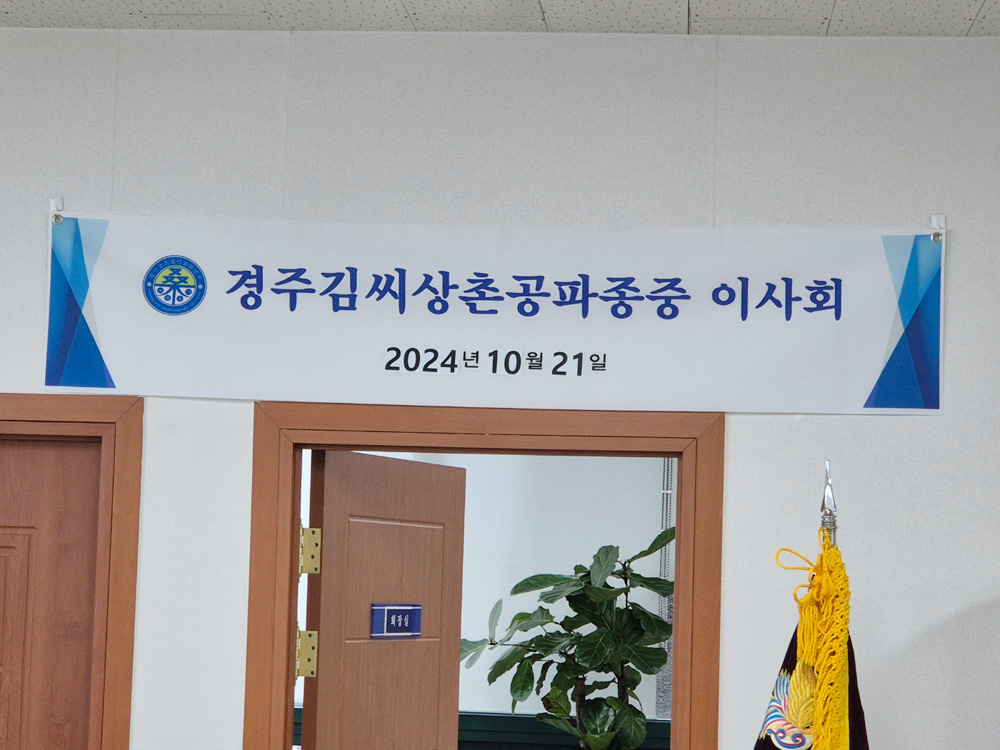 경주김씨상촌공파종중 이사회
2024년 10월 21일
회장실